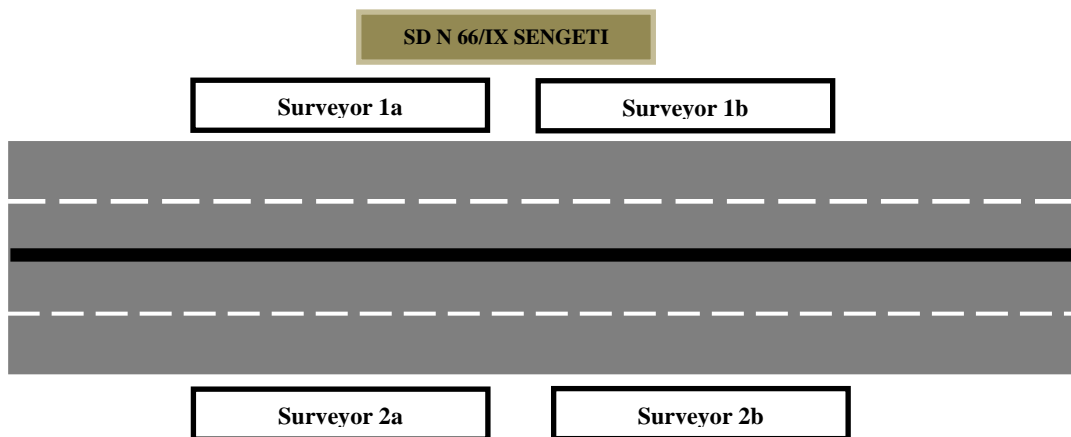 SD N 66/IX SENGETI
Surveyor 1a
Surveyor 1b
Surveyor 2a
Surveyor 2b